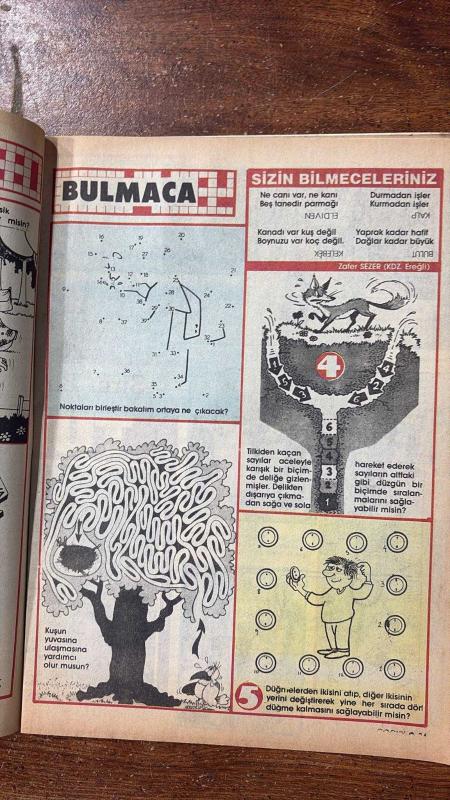 BULMACA
Noktaları birleştir bakalım ortaya ne çıkacak?
SİZİN BİLMECELERİNİZ
Ne canı var, ne kanı
Beş tanedir parmağı
ELDİVEN
Durmadan işler
Kurmadan işler
KALP
Kanadı var kuş değil
Boynuzu var koç değil.
KELEBEK
Yaprak kadar hafif
Dağlar kadar büyük
BULUT
Zafer SEZER (KDZ. Ereğli)
4
Tilkiden kaçan
sayılar aceleyle
karışık bir biçim-
de deliğe gizlen-
mişler. Delikten
dışarıya çıkma-
dan sağa ve sola
hareket ederek
sayıların alttaki
gibi düzgün bir
biçimde sıralan-
malarını sağla-
yabilir misin?
Kuşun
yuvasına
ulaşmasına
yardımcı
olur musun?
5
Düğmelerden ikisini atıp, diğer ikisinin
yerini değiştirerek yine her sırada dört
düğme kalmasını sağlayabilir misin?